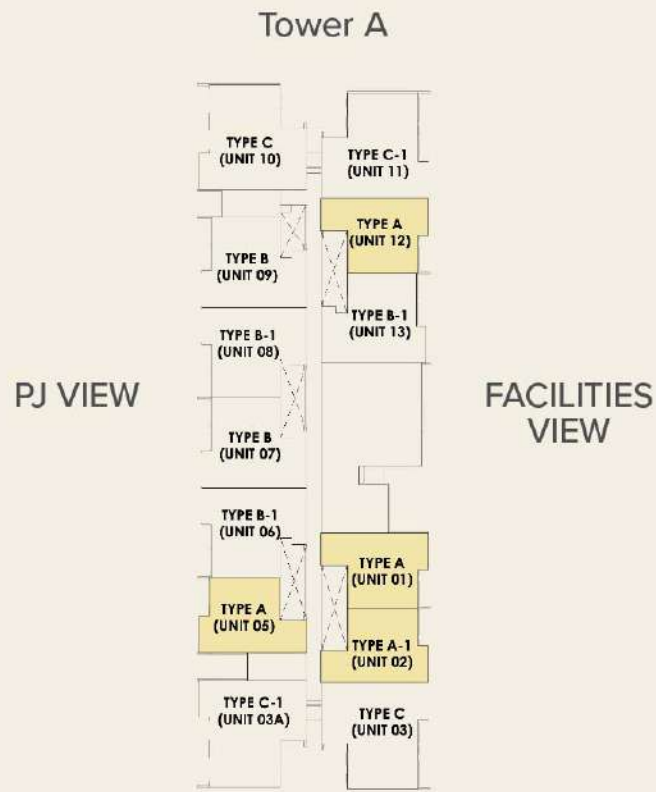 Tower A
TYPE C
(UNIT 10)
TYPE C-1
(UNIT 11)
TYPE A
(UNIT 12)
TYPE B
(UNIT 09)
TYPE B-1
(UNIT 13)
TYPE B-1
(UNIT 08)
PJ VIEW
FACILITIES
VIEW
TYPE B
(UNIT 07)
TYPE B-1
(UNIT 06)
TYPE A
(UNIT 01)
TYPE A
(UNIT 05)
TYPE A-1
(UNIT 02)
TYPE C-1
(UNIT 03A)
TYPE C
(UNIT 03)